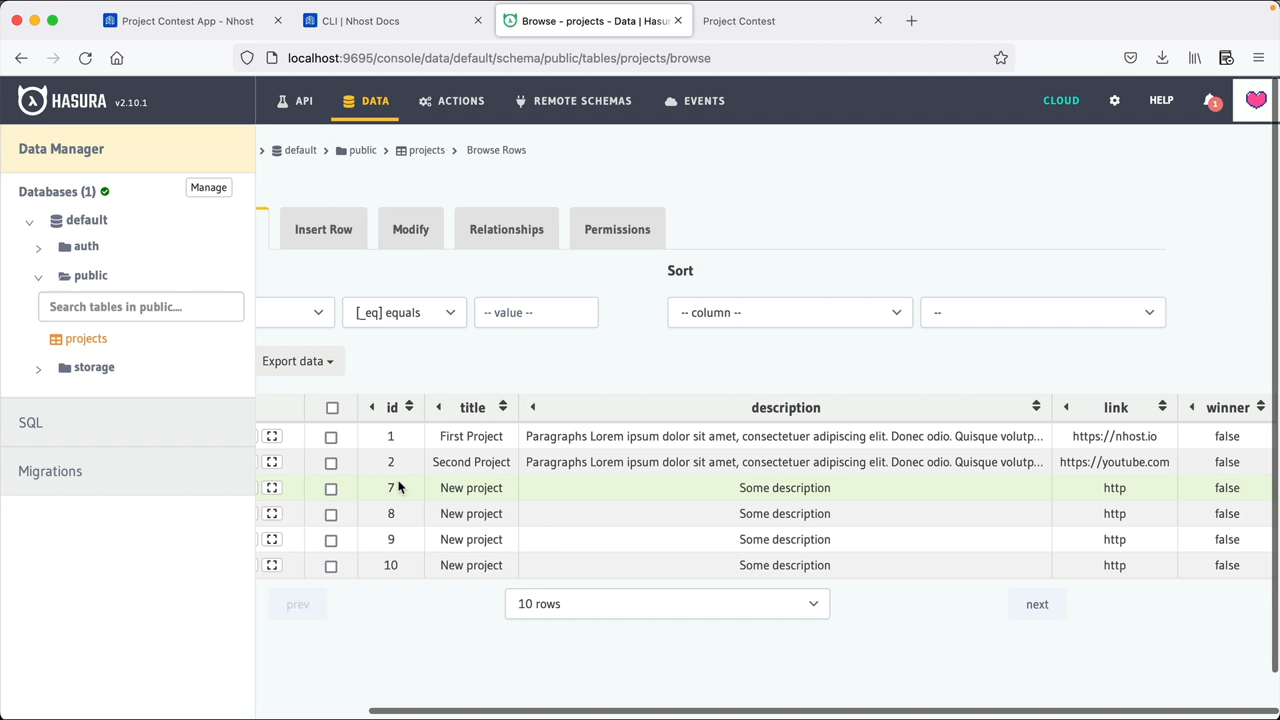 Project Contest App - Nhost
CLI | Nhost Docs
Browse - projects - Data | Hasur
Project Contest
localhost:9695/console/data/default/schema/public/tables/projects/browse
HASURA v2.10.1
API
DATA
ACTIONS
REMOTE SCHEMAS
EVENTS
CLOUD
HELP
1
Data Manager
Databases (1)
Manage
default
auth
public
Search tables in public....
projects
storage
SQL
Migrations
default > public > projects > Browse Rows
Insert Row
Modify
Relationships
Permissions
Sort
[_eq] equals
-- value --
-- column --
--
Export data
id title description link winner
1 First Project Paragraphs Lorem ipsum dolor sit amet, consectetuer adipiscing elit. Donec odio. Quisque volutp... https://nhost.io false
2 Second Project Paragraphs Lorem ipsum dolor sit amet, consectetuer adipiscing elit. Donec odio. Quisque volutp... https://youtube.com false
7 New project Some description http false
8 New project Some description http false
9 New project Some description http false
10 New project Some description http false
prev
10 rows
next